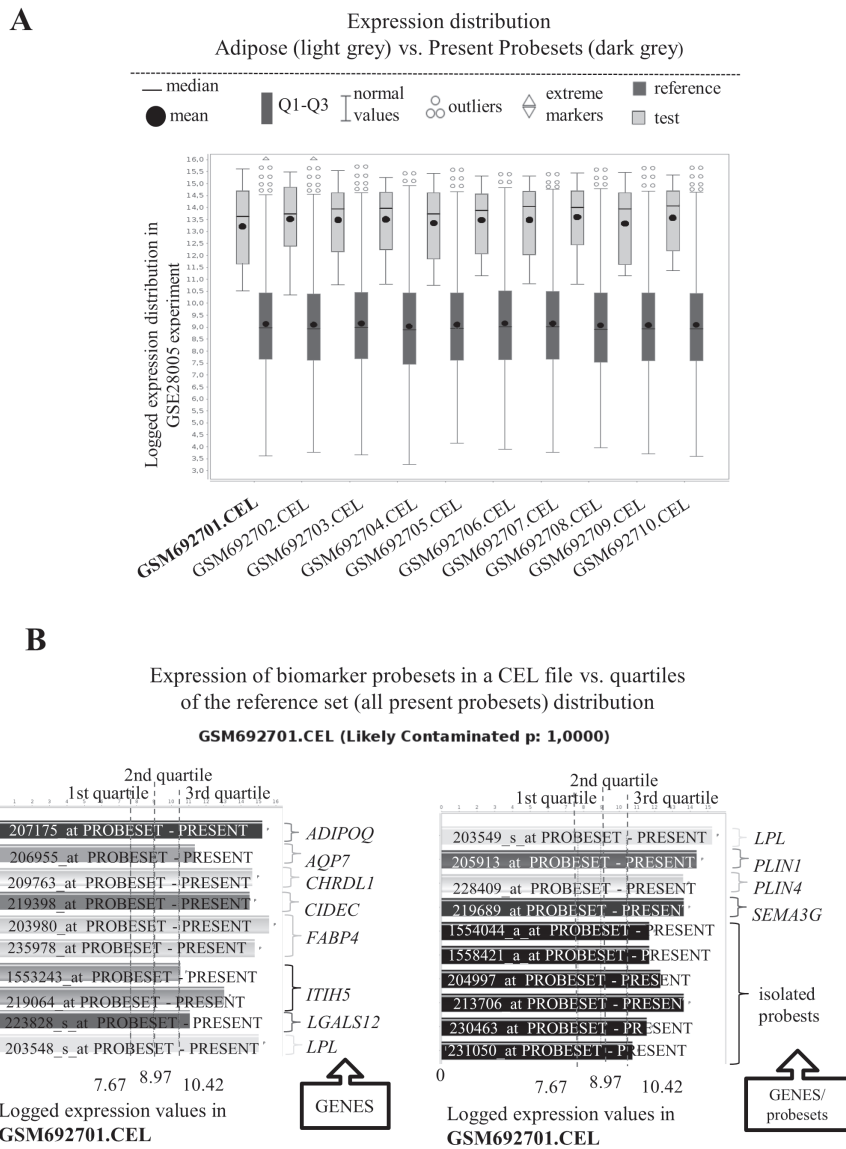 A
Expression distribution
Adipose (light grey) vs. Present Probesets (dark grey)
median
mean
Q1-Q3
normal
values
outliers
extreme
markers
reference
test
Logged expression distribution in
GSE28005 experiment
16,0
15,5
15,0
14,5
14,0
13,5
13,0
12,5
12,0
11,5
11,0
10,5
10,0
9,5
9,0
8,5
8,0
7,5
7,0
6,5
6,0
5,5
5,0
4,5
4,0
3,5
3,0
GSM692701.CEL
GSM692702.CEL
GSM692703.CEL
GSM692704.CEL
GSM692705.CEL
GSM692706.CEL
GSM692707.CEL
GSM692708.CEL
GSM692709.CEL
GSM692710.CEL
B
Expression of biomarker probesets in a CEL file vs. quartiles
of the reference set (all present probesets) distribution
GSM692701.CEL (Likely Contaminated p: 1,0000)
2nd quartile
1st quartile
3rd quartile
207175_at PROBESET - PRESENT
ADIPOQ
206955_at PROBESET - PRESENT
AQP7
209763_at PROBESET - PRESENT
CHRDL1
219398_at PROBESET - PRESENT
CIDEC
203980_at PROBESET - PRESENT
235978_at PROBESET - PRESENT
FABP4
1553243_at PROBESET - PRESENT
219064_at PROBESET - PRESENT
ITIH5
223828_s_at PROBESET - PRESENT
LGALS12
203548_s_at PROBESET - PRESENT
LPL
7.67
8.97
10.42
GENES
Logged expression values in
GSM692701.CEL
2nd quartile
1st quartile
3rd quartile
203549_s_at PROBESET - PRESENT
LPL
205913_at PROBESET - PRESENT
PLIN1
228409_at PROBESET - PRESENT
PLIN4
219689_at PROBESET - PRESENT
SEMA3G
1554044_a_at PROBESET - PRESENT
1558421_a_at PROBESET - PRESENT
204997_at PROBESET - PRESENT
213706_at PROBESET - PRESENT
230463_at PROBESET - PRESENT
231050_at PROBESET - PRESENT
isolated
probests
0
7.67
8.97
10.42
GENES/
probesets
Logged expression values in
GSM692701.CEL